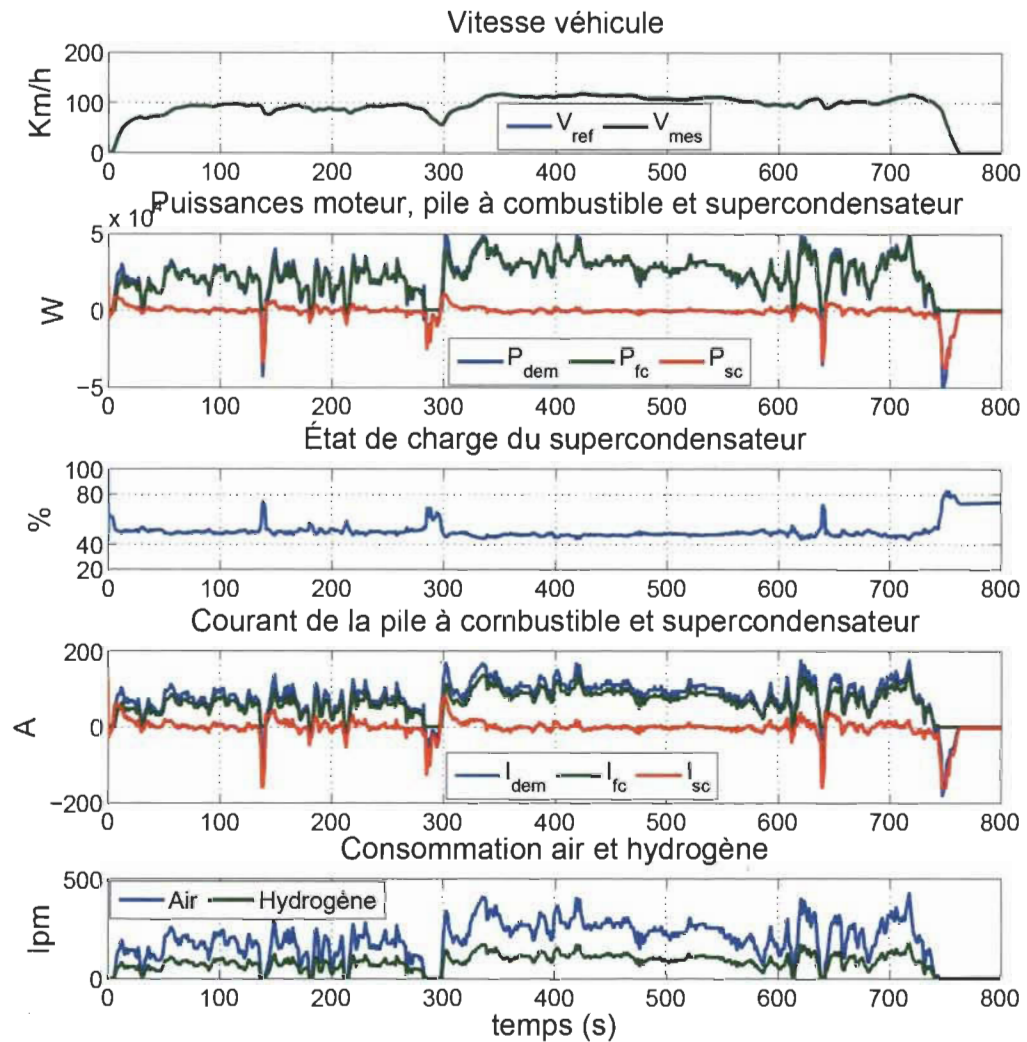 Vitesse véhicule
200
100
0
Km/h
V_ref V_mes
0 100 200 300 400 500 600 700 800
Puissances moteur, pile à combustible et supercondensateur
x 10^4
5
0
−5
W
P_dem P_fc P_sc
0 100 200 300 400 500 600 700 800
État de charge du supercondensateur
100
80
40
20
%
0 100 200 300 400 500 600 700 800
Courant de la pile à combustible et supercondensateur
200
0
−200
A
I_dem I_fc I_sc
0 100 200 300 400 500 600 700 800
Consommation air et hydrogène
500
0
lpm
Air Hydrogène
0 100 200 300 400 500 600 700 800
temps (s)